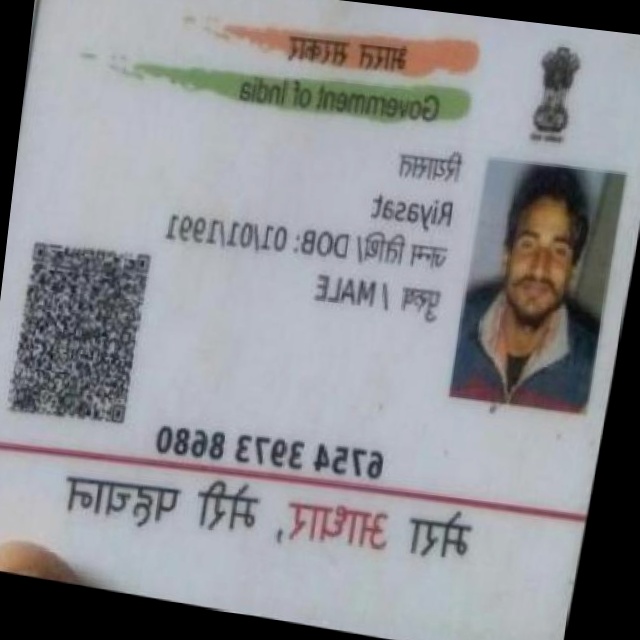 भारत सरकार
Government of India
रियासत
Riyasat
जन्म तिथि/ DOB: 01/01/1991
पुरुष / MALE
6754 3973 8680
मेरा आधार, मेरी पहचान